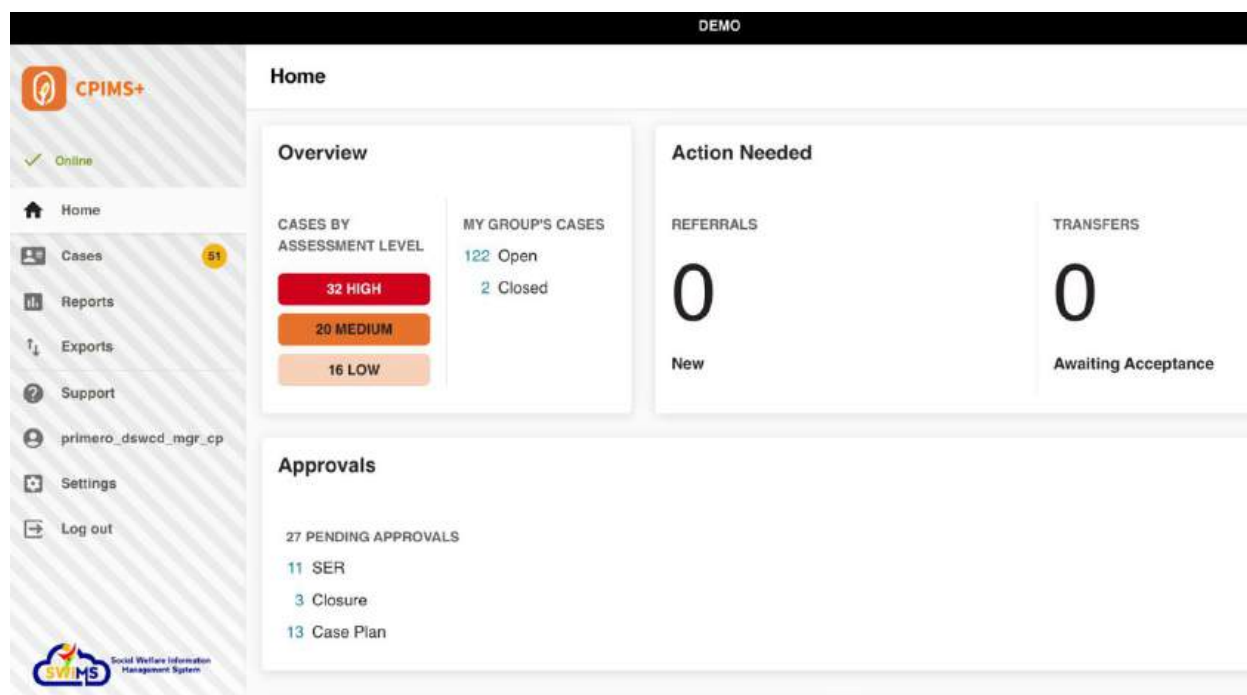 DEMO
CPIMS+
Online
Home
Cases 51
Reports
Exports
Support
primero_dswcd_mgr_cp
Settings
Log out
SWIMS Social Welfare Information
Management System
Home
Overview
CASES BY
ASSESSMENT LEVEL
32 HIGH
20 MEDIUM
16 LOW
MY GROUP'S CASES
122 Open
2 Closed
Action Needed
REFERRALS
0
New
TRANSFERS
0
Awaiting Acceptance
Approvals
27 PENDING APPROVALS
11 SER
3 Closure
13 Case Plan